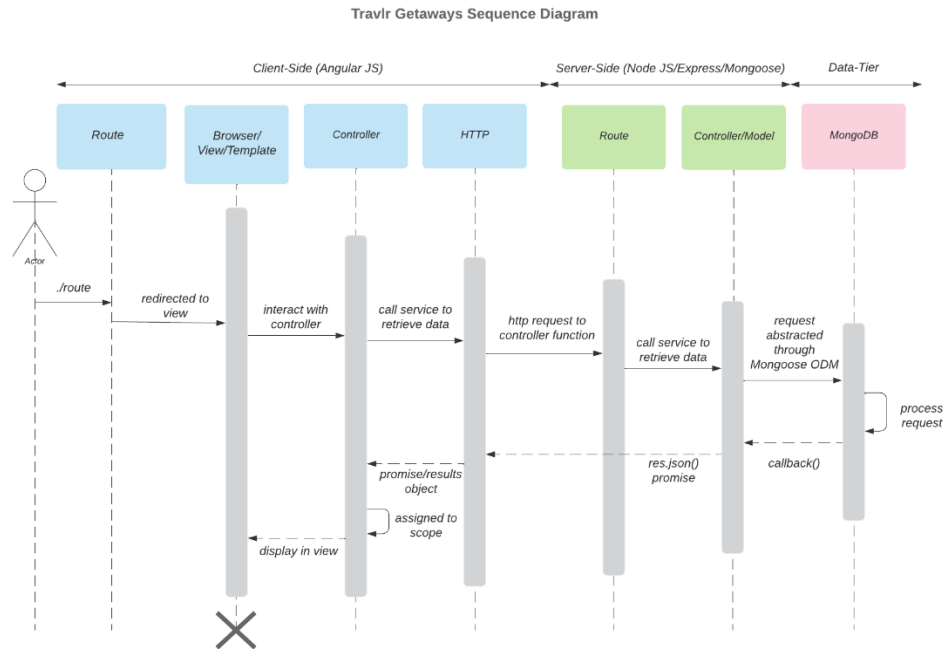 Travlr Getaways Sequence Diagram
Client-Side (Angular JS)
Server-Side (Node JS/Express/Mongoose)
Data-Tier
Route
Browser/
View/Template
Controller
HTTP
Route
Controller/Model
MongoDB
Actor
./route
redirected to
view
interact with
controller
call service to
retrieve data
http request to
controller function
call service to
retrieve data
request
abstracted
through
Mongoose ODM
process
request
callback()
res.json()
promise
promise/results
object
assigned to
scope
display in view